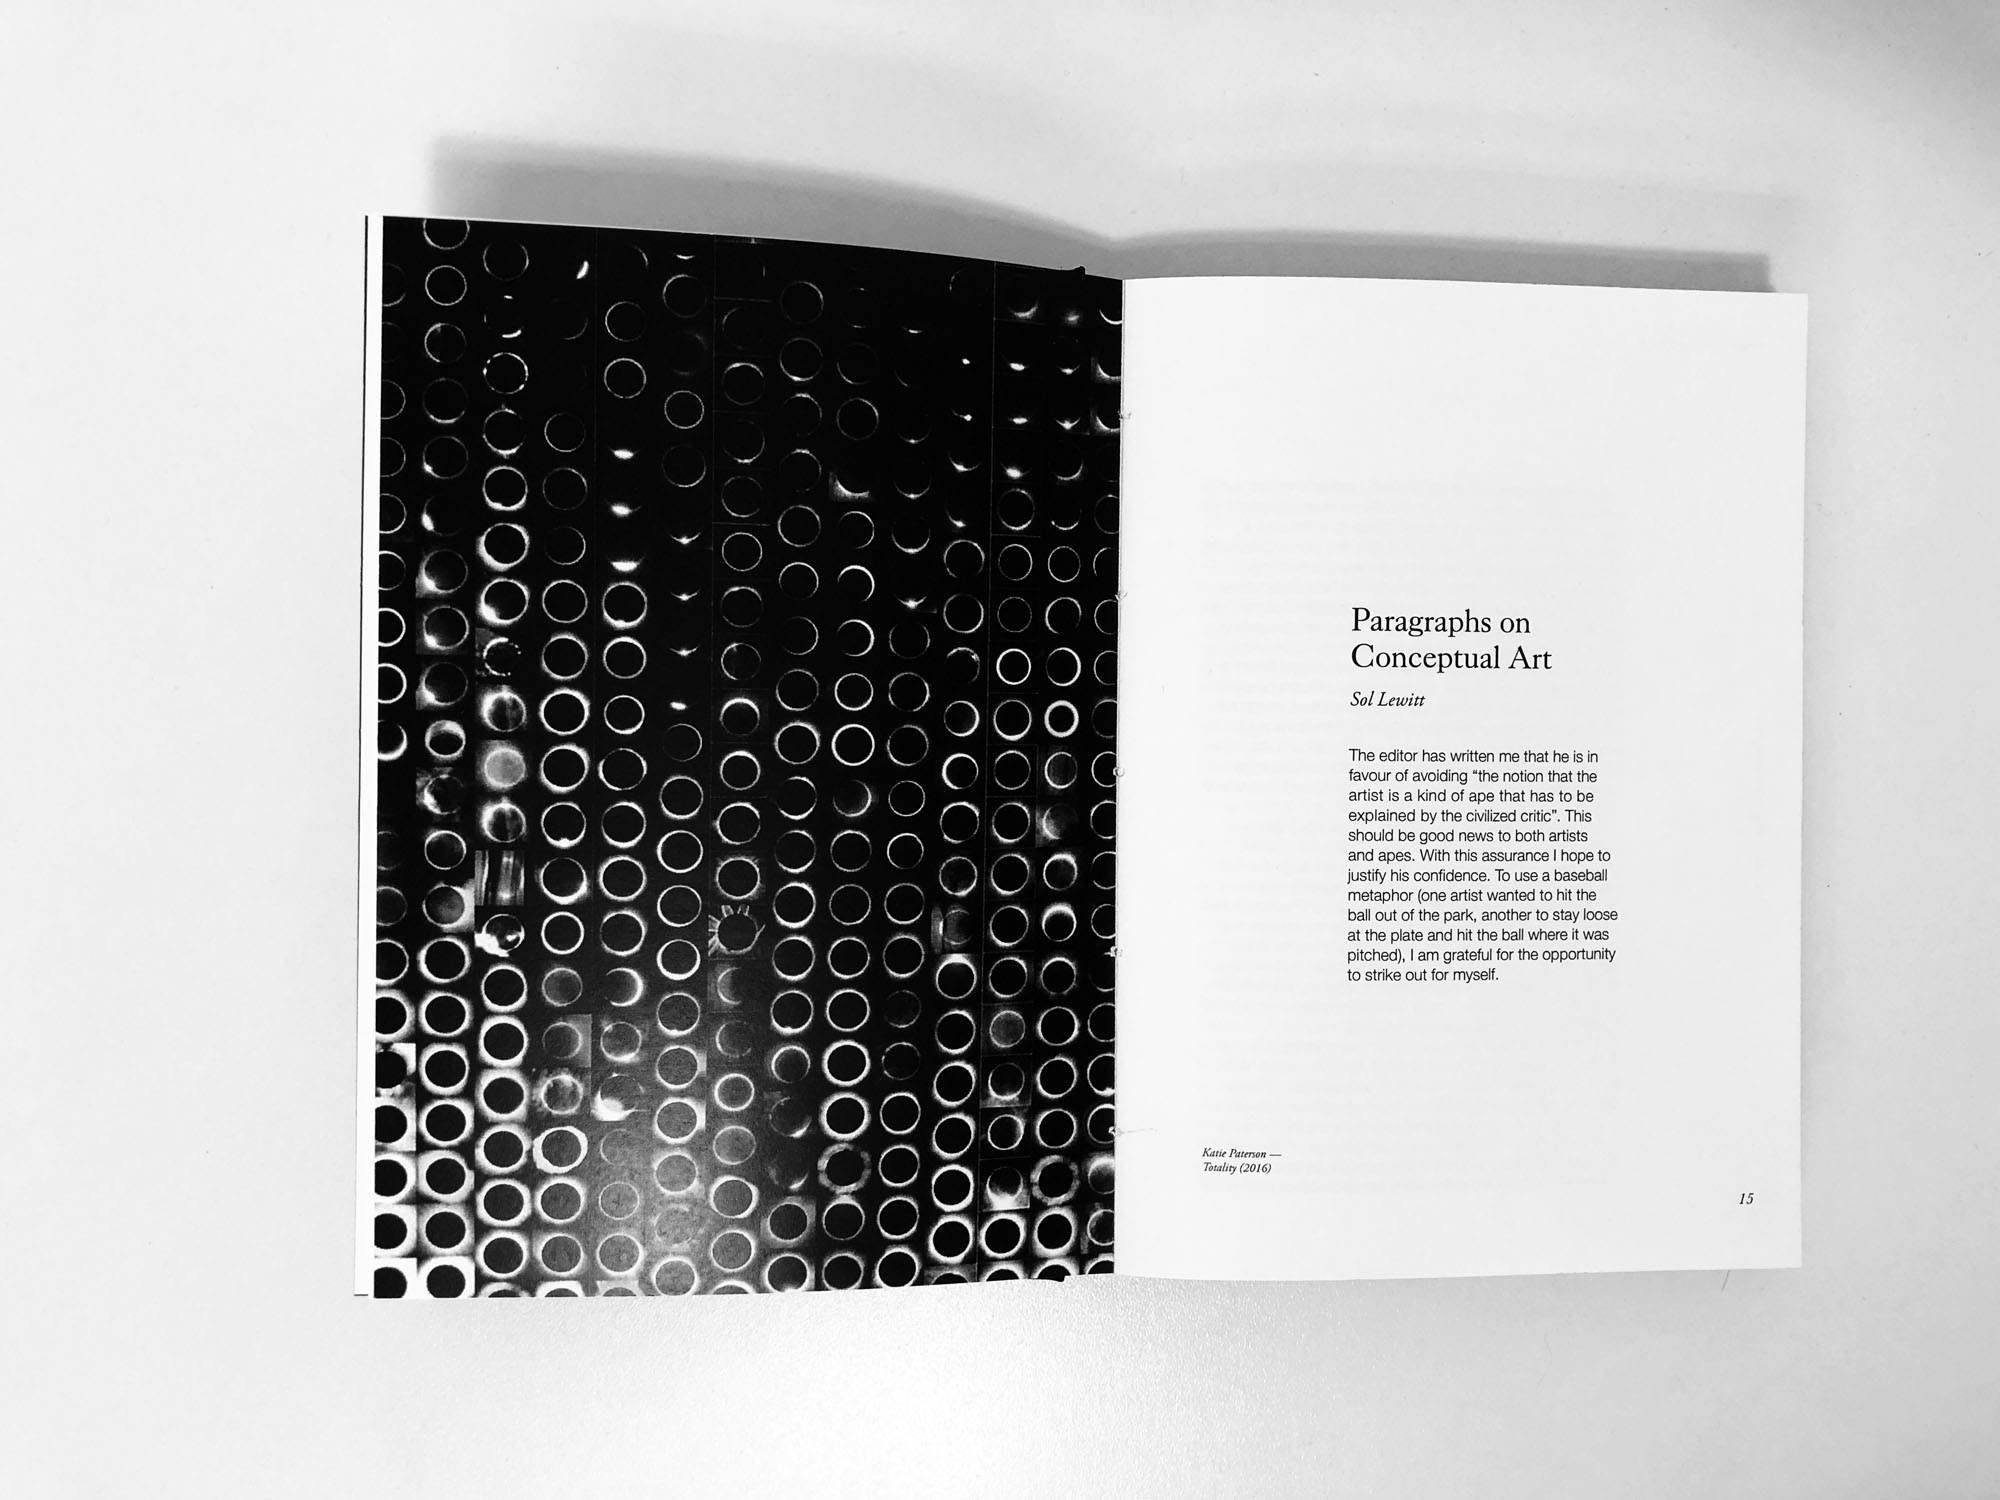 Paragraphs on
Conceptual Art
Sol Lewitt
The editor has written me that he is in
favour of avoiding “the notion that the
artist is a kind of ape that has to be
explained by the civilized critic”. This
should be good news to both artists
and apes. With this assurance I hope to
justify his confidence. To use a baseball
metaphor (one artist wanted to hit the
ball out of the park, another to stay loose
at the plate and hit the ball where it was
pitched), I am grateful for the opportunity
to strike out for myself.
Katie Paterson —
Totality (2016)
15